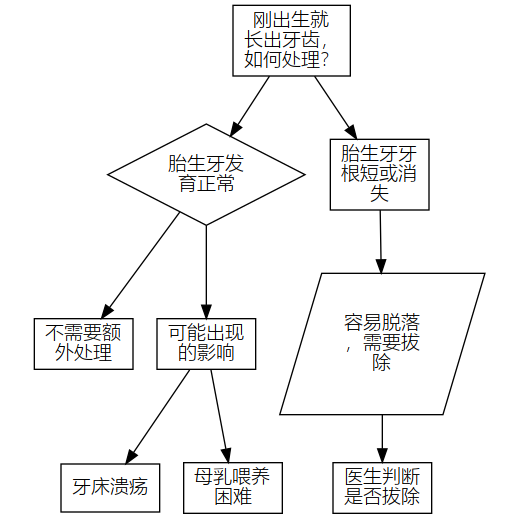 刚出生就
长出牙齿，
如何处理？
胎生牙发
育正常
胎生牙牙
根短或消
失
不需要额
外处理
可能出现
的影响
容易脱落
，需要拔
除
牙床溃疡
母乳喂养
困难
医生判断
是否拔除